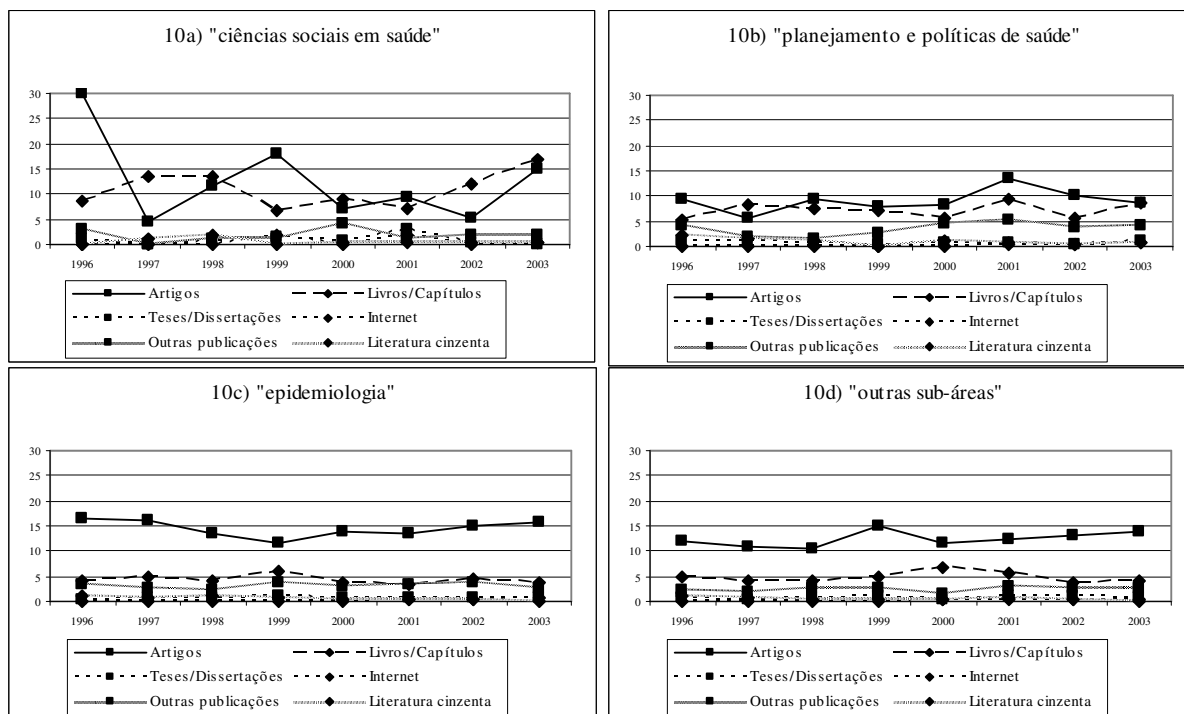 10a) "ciências sociais em saúde"
30
25
20
15
10
5
0
1996 1997 1998 1999 2000 2001 2002 2003
Artigos Livros/Capítulos
Teses/Dissertações Internet
Outras publicações Literatura cinzenta
10b) "planejamento e políticas de saúde"
30
25
20
15
10
5
0
1996 1997 1998 1999 2000 2001 2002 2003
Artigos Livros/Capítulos
Teses/Dissertações Internet
Outras publicações Literatura cinzenta
10c) "epidemiologia"
30
25
20
15
10
5
0
1996 1997 1998 1999 2000 2001 2002 2003
Artigos Livros/Capítulos
Teses/Dissertações Internet
Outras publicações Literatura cinzenta
10d) "outras sub-áreas"
30
25
20
15
10
5
0
1996 1997 1998 1999 2000 2001 2002 2003
Artigos Livros/Capítulos
Teses/Dissertações Internet
Outras publicações Literatura cinzenta